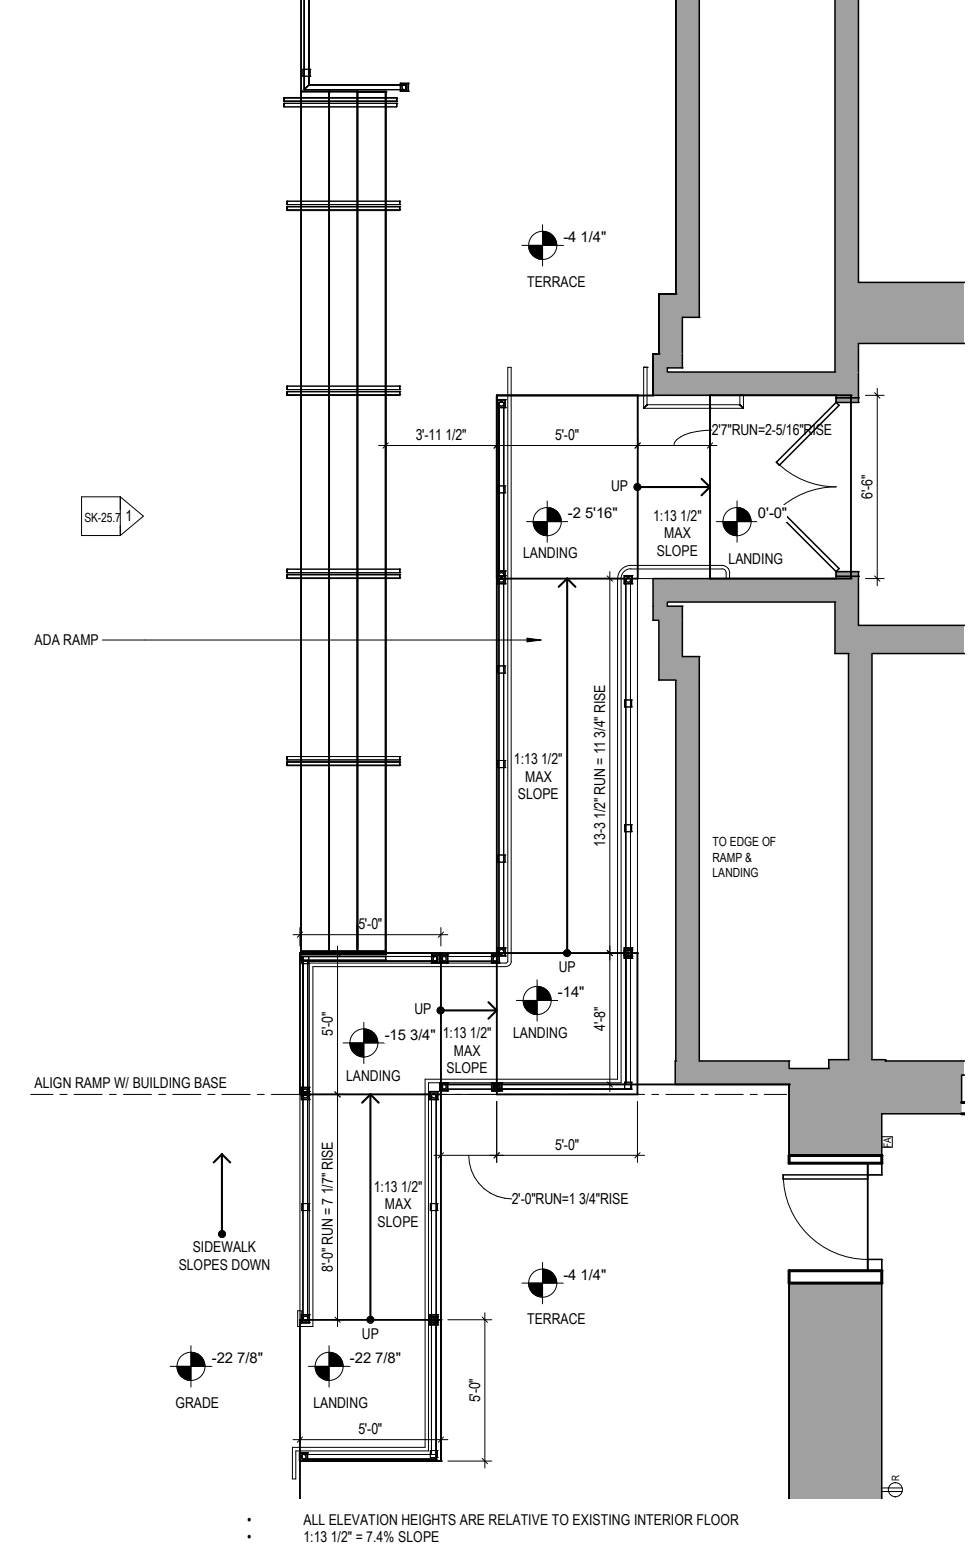 -4 1/4"
TERRACE
3'-11 1/2"
5'-0"
2'7"RUN=2-5/16"RISE
6'-6"
UP
SK-25.7
1
-2 5'16"
LANDING
1:13 1/2"
MAX
SLOPE
0'-0"
LANDING
ADA RAMP
13-3 1/2" RUN = 11 3/4" RISE
1:13 1/2"
MAX
SLOPE
TO EDGE OF
RAMP &
LANDING
5'-0"
UP
-14"
LANDING
4'-8"
5'-0"
UP
-15 3/4"
LANDING
1:13 1/2"
MAX
SLOPE
ALIGN RAMP W/ BUILDING BASE
FA
5'-0"
8'-0" RUN = 7 1/7" RISE
1:13 1/2"
MAX
SLOPE
2'-0"RUN=1 3/4"RISE
SIDEWALK
SLOPES DOWN
-4 1/4"
TERRACE
UP
-22 7/8"
GRADE
-22 7/8"
LANDING
5'-0"
5'-0"
R
• ALL ELEVATION HEIGHTS ARE RELATIVE TO EXISTING INTERIOR FLOOR
• 1:13 1/2" = 7.4% SLOPE